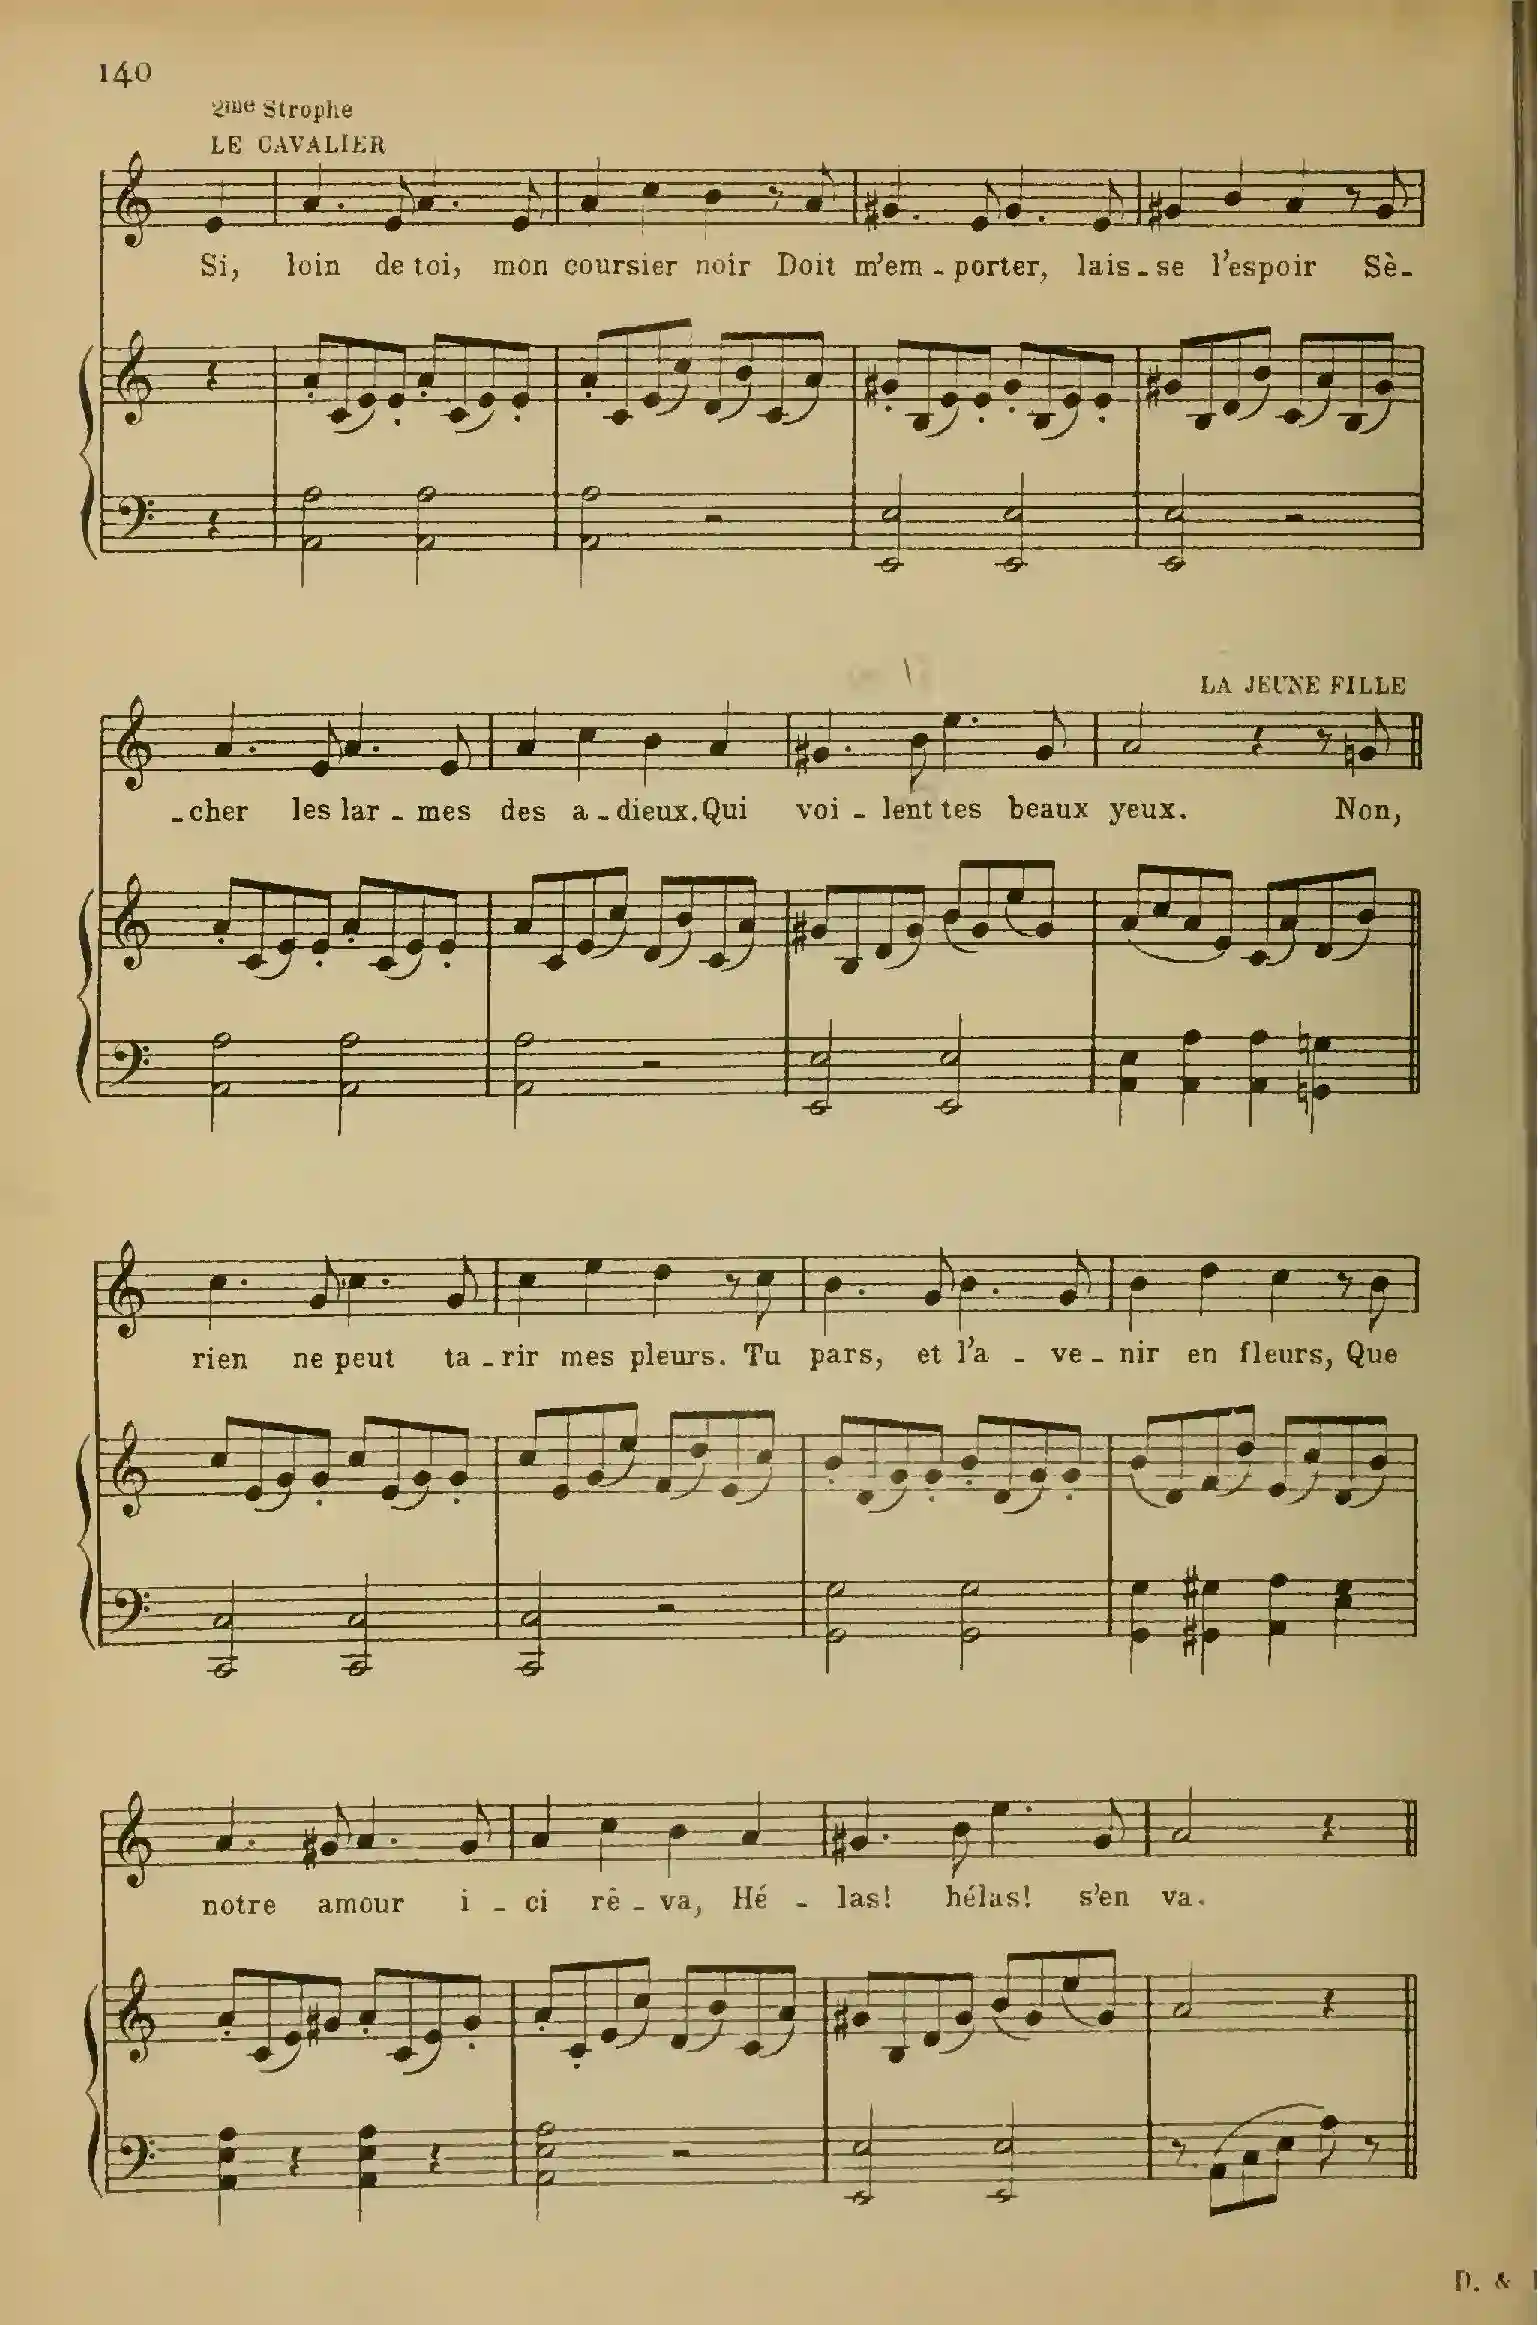 140
2me Strophe
LE CAVALIER
Si, loin de toi, mon coursier noir Doit m'em - porter, lais - se l'espoir Sè -
LA JEUNE FILLE
- cher les lar - mes des a - dieux. Qui voi - lent tes beaux yeux. Non,
rien ne peut ta - rir mes pleurs. Tu pars, et l'a - ve - nir en fleurs, Que
notre amour i - ci rê - va, Hé - las! hélas! s'en va.
D. &